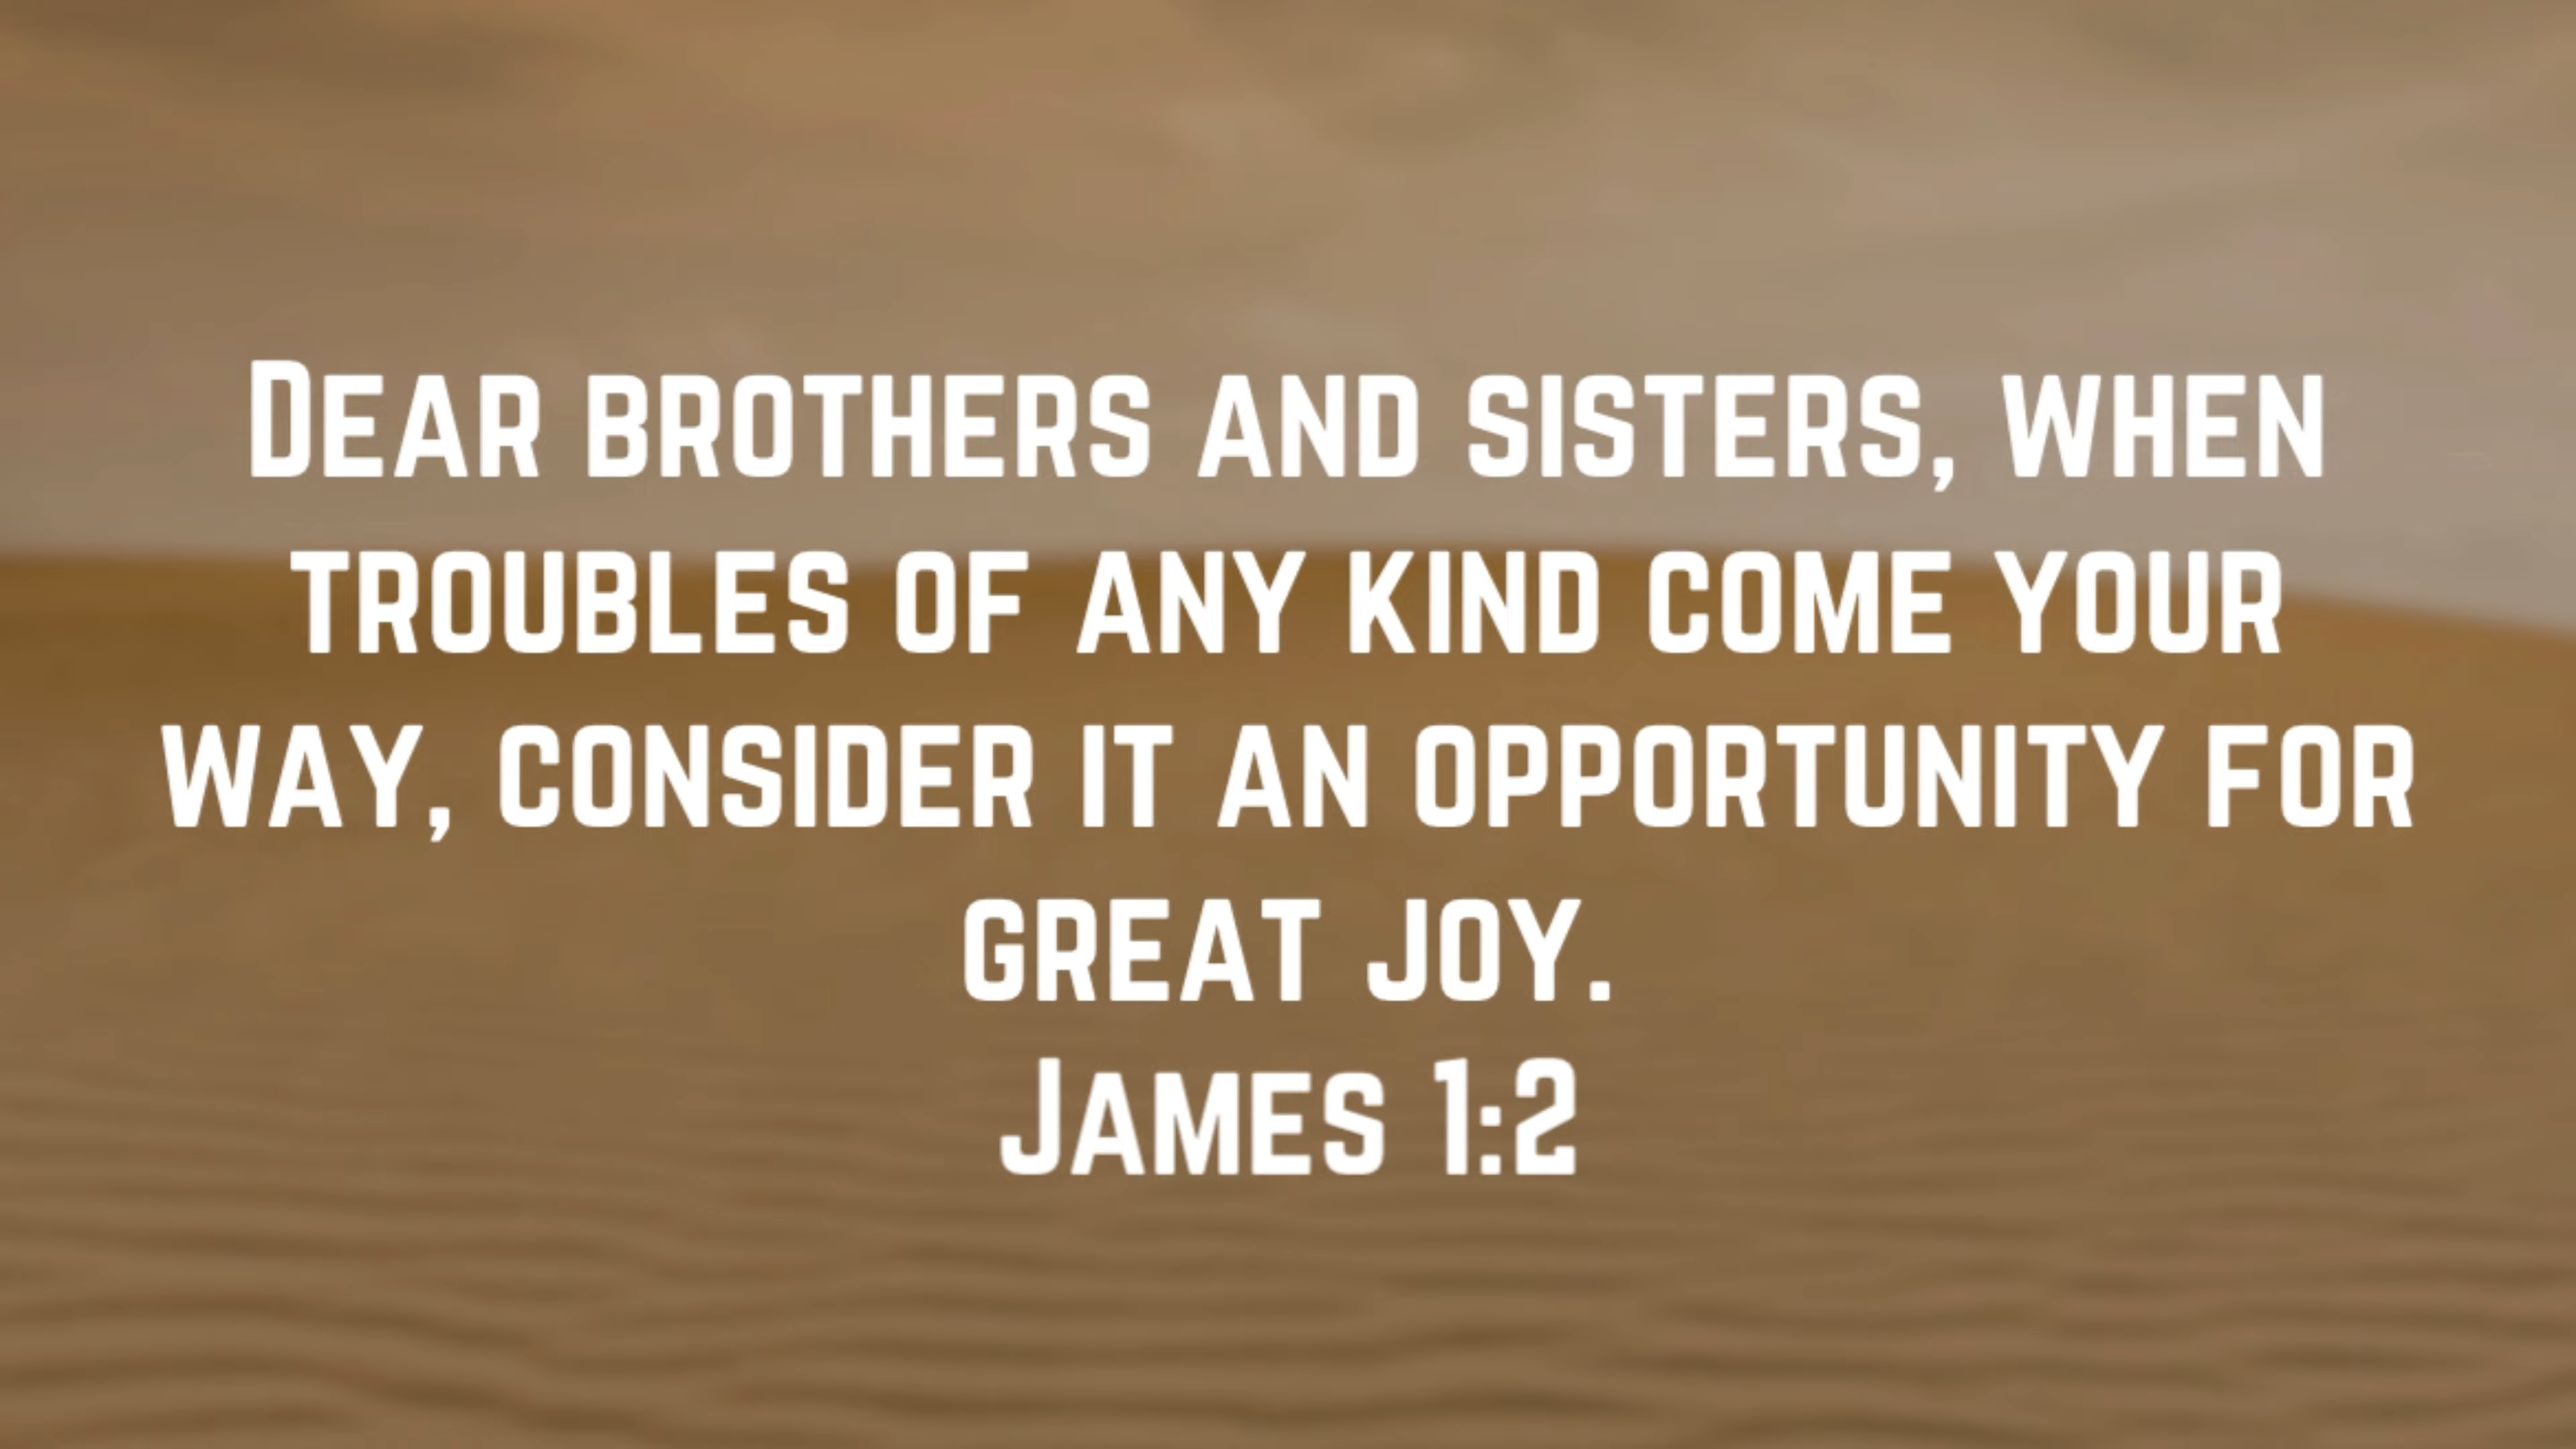 Dear brothers and sisters, when
troubles of any kind come your
way, consider it an opportunity for
great joy.
James 1:2